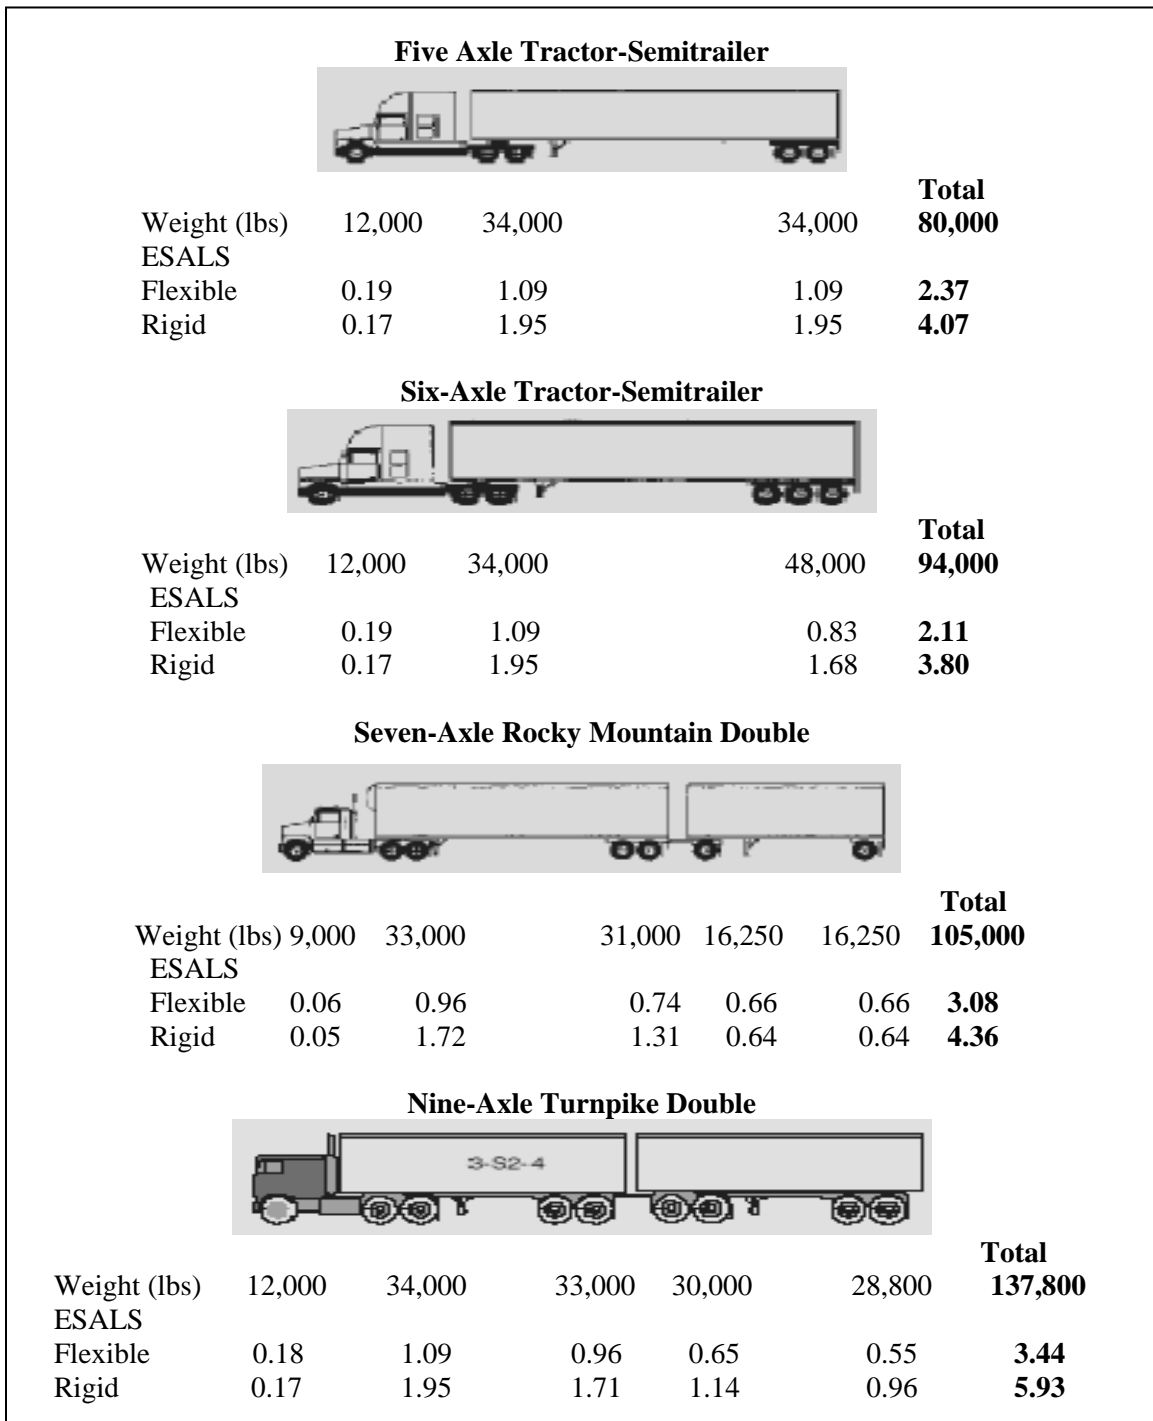 Five Axle Tractor-Semitrailer
Total
Weight (lbs) 12,000 34,000 34,000 80,000
ESALS
Flexible 0.19 1.09 1.09 2.37
Rigid 0.17 1.95 1.95 4.07
Six-Axle Tractor-Semitrailer
Total
Weight (lbs) 12,000 34,000 48,000 94,000
ESALS
Flexible 0.19 1.09 0.83 2.11
Rigid 0.17 1.95 1.68 3.80
Seven-Axle Rocky Mountain Double
Total
Weight (lbs) 9,000 33,000 31,000 16,250 16,250 105,000
ESALS
Flexible 0.06 0.96 0.74 0.66 0.66 3.08
Rigid 0.05 1.72 1.31 0.64 0.64 4.36
Nine-Axle Turnpike Double
3-S2-4
Total
Weight (lbs) 12,000 34,000 33,000 30,000 28,800 137,800
ESALS
Flexible 0.18 1.09 0.96 0.65 0.55 3.44
Rigid 0.17 1.95 1.71 1.14 0.96 5.93